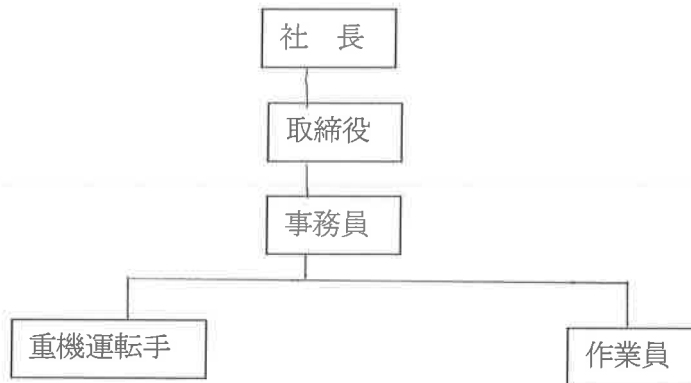 社　長
取締役
事務員
重機運転手
作業員